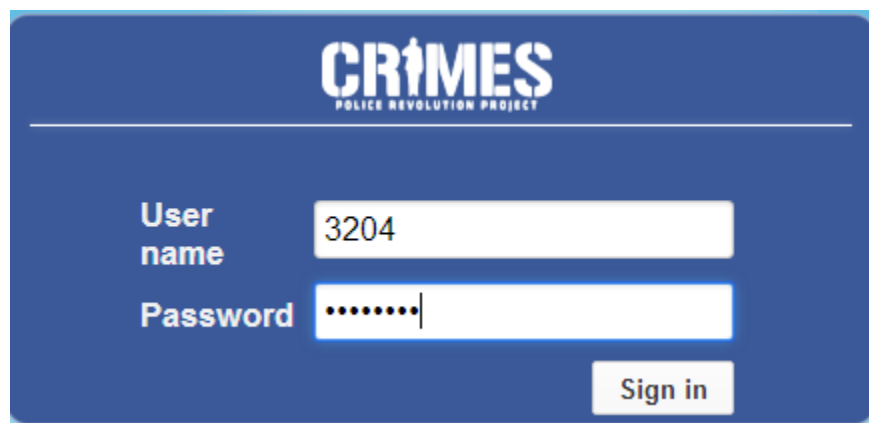 CRIMES
POLICE REVOLUTION PROJECT
User
name
3204
Password
••••••••
Sign in